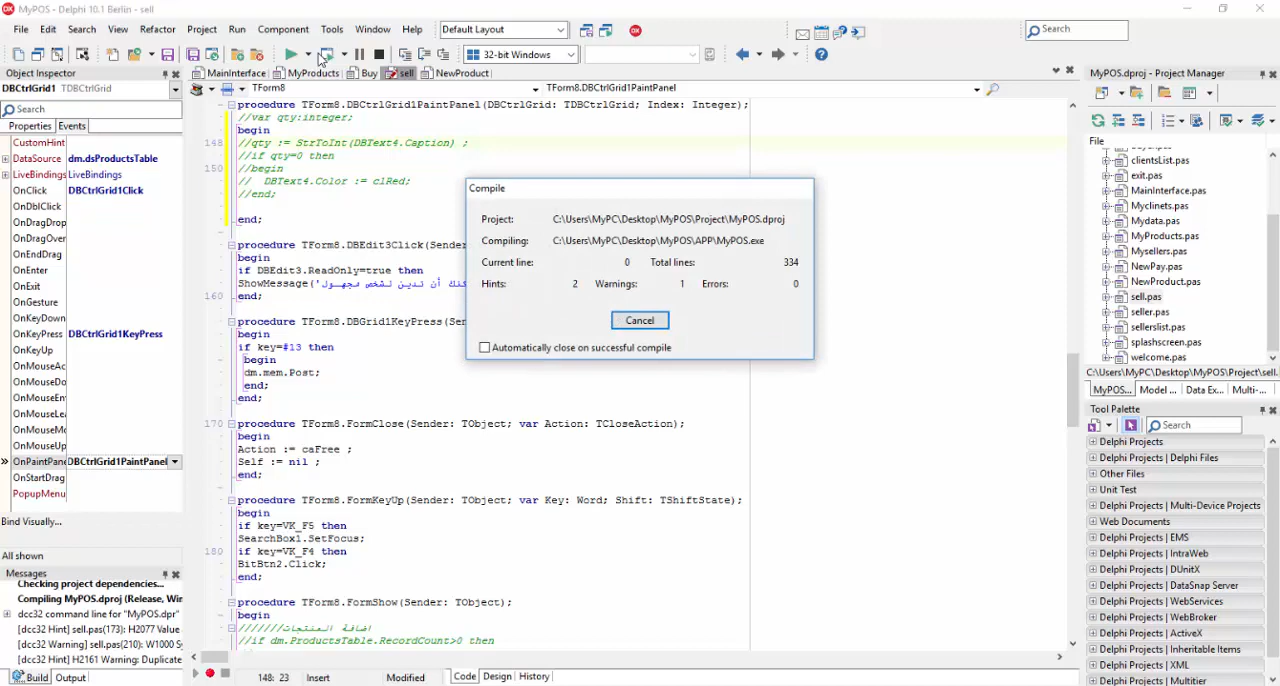 MyPOS - Delphi 10.1 Berlin - sell
File Edit Search View Refactor Project Run Component Tools Window Help Default Layout Search
32-bit Windows
Object Inspector
DBCtrlGrid1 TDBCtrlGrid
Search
Properties Events
CustomHint
DataSource dm.dsProductsTable
LiveBindings LiveBindings
OnClick DBCtrlGrid1Click
OnDblClick
OnDragDrop
OnDragOver
OnEndDrag
OnEnter
OnExit
OnGesture
OnKeyDown
OnKeyPress DBCtrlGrid1KeyPress
OnKeyUp
OnMouseAc
OnMouseDo
OnMouseEn
OnMouseLea
OnMouseMo
OnMouseUp
OnPaintPane DBCtrlGrid1PaintPanel
OnStartDrag
PopupMenu
Bind Visually...
All shown
Messages
Checking project dependencies...
Compiling MyPOS.dproj (Release, Win
dcc32 command line for "MyPOS.dpr"
[dcc32 Hint] sell.pas(173): H2077 Value
[dcc32 Warning] sell.pas(210): W1000 S
[dcc32 Hint] H2161 Warning: Duplicate
Build Output
MainInterface MyProducts Buy sell NewProduct
TForm8 TForm8.DBCtrlGrid1PaintPanel
procedure TForm8.DBCtrlGrid1PaintPanel(DBCtrlGrid: TDBCtrlGrid; Index: Integer);
//var qty:integer;
begin
148 //qty := StrToInt(DBText4.Caption) ;
//if qty=0 then
150 //begin
// DBText4.Color := clRed;
//end;
end;
procedure TForm8.DBEdit3Click(Sender
begin
if DBEdit3.ReadOnly=true then
160 end;
procedure TForm8.DBGrid1KeyPress(Sen
begin
if key=#13 then
begin
dm.mem.Post;
end;
end;
170 procedure TForm8.FormClose(Sender: TObject; var Action: TCloseAction);
begin
Action := caFree ;
Self := nil ;
end;
procedure TForm8.FormKeyUp(Sender: TObject; var Key: Word; Shift: TShiftState);
begin
if key=VK_F5 then
SearchBox1.SetFocus;
180 if key=VK_F4 then
BitBtn2.Click;
end;
procedure TForm8.FormShow(Sender: TObject);
begin
///////اضافة المنتجات
//if dm.ProductsTable.RecordCount>0 then
148: 23 Insert Modified Code Design History
Compile
Project: C:\Users\MyPC\Desktop\MyPOS\Project\MyPOS.dproj
Compiling: C:\Users\MyPC\Desktop\MyPOS\APP\MyPOS.exe
Current line: 0 Total lines: 334
Hints: 2 Warnings: 1 Errors: 0
Cancel
Automatically close on successful compile
MyPOS.dproj - Project Manager
File
clientsList.pas
exit.pas
MainInterface.pas
Myclinets.pas
Mydata.pas
MyProducts.pas
Mysellers.pas
NewPay.pas
NewProduct.pas
sell.pas
seller.pas
sellerslist.pas
splashscreen.pas
welcome.pas
C:\Users\MyPC\Desktop\MyPOS\Project\sell.
MyPOS... Model ... Data Ex... Multi-...
Tool Palette
Search
Delphi Projects
Delphi Projects | Delphi Files
Other Files
Unit Test
Delphi Projects | Multi-Device Projects
Web Documents
Delphi Projects | EMS
Delphi Projects | IntraWeb
Delphi Projects | DUnitX
Delphi Projects | DataSnap Server
Delphi Projects | WebServices
Delphi Projects | WebBroker
Delphi Projects | ActiveX
Delphi Projects | Inheritable Items
Delphi Projects | XML
Delphi Projects | Multitier